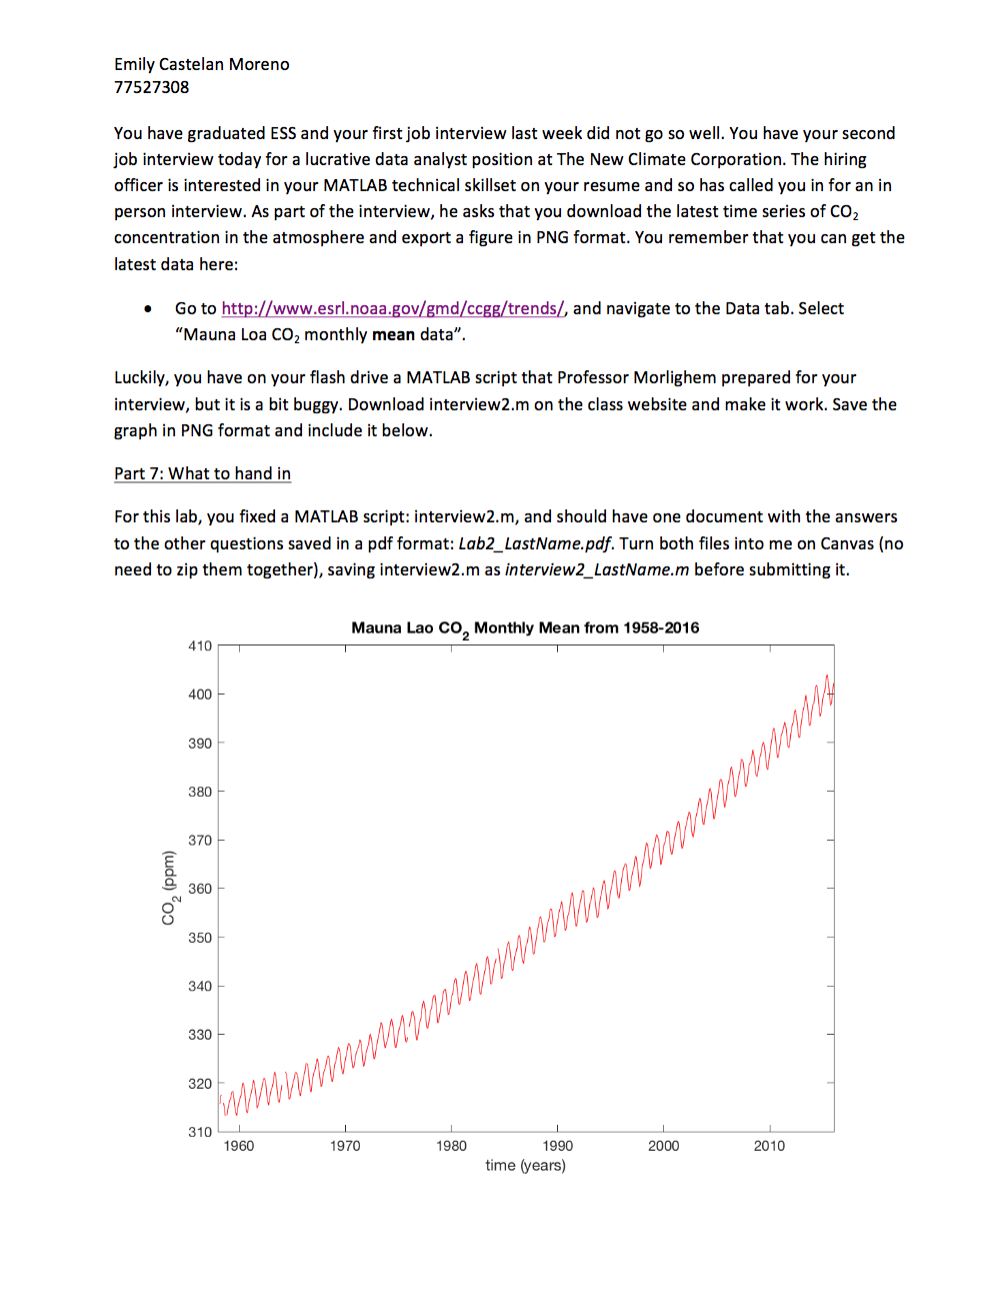 Emily Castelan Moreno
77527308
You have graduated ESS and your first job interview last week did not go so well. You have your second
job interview today for a lucrative data analyst position at The New Climate Corporation. The hiring
officer is interested in your MATLAB technical skillset on your resume and so has called you in for an in
person interview. As part of the interview, he asks that you download the latest time series of CO₂
concentration in the atmosphere and export a figure in PNG format. You remember that you can get the
latest data here:
• Go to http://www.esrl.noaa.gov/gmd/ccgg/trends/, and navigate to the Data tab. Select
“Mauna Loa CO₂ monthly mean data”.
Luckily, you have on your flash drive a MATLAB script that Professor Morlighem prepared for your
interview, but it is a bit buggy. Download interview2.m on the class website and make it work. Save the
graph in PNG format and include it below.
Part 7: What to hand in
For this lab, you fixed a MATLAB script: interview2.m, and should have one document with the answers
to the other questions saved in a pdf format: Lab2_LastName.pdf. Turn both files into me on Canvas (no
need to zip them together), saving interview2.m as interview2_LastName.m before submitting it.
Mauna Lao CO₂ Monthly Mean from 1958-2016
410
400
390
380
370
360
350
340
330
320
310
CO₂ (ppm)
1960 1970 1980 1990 2000 2010
time (years)